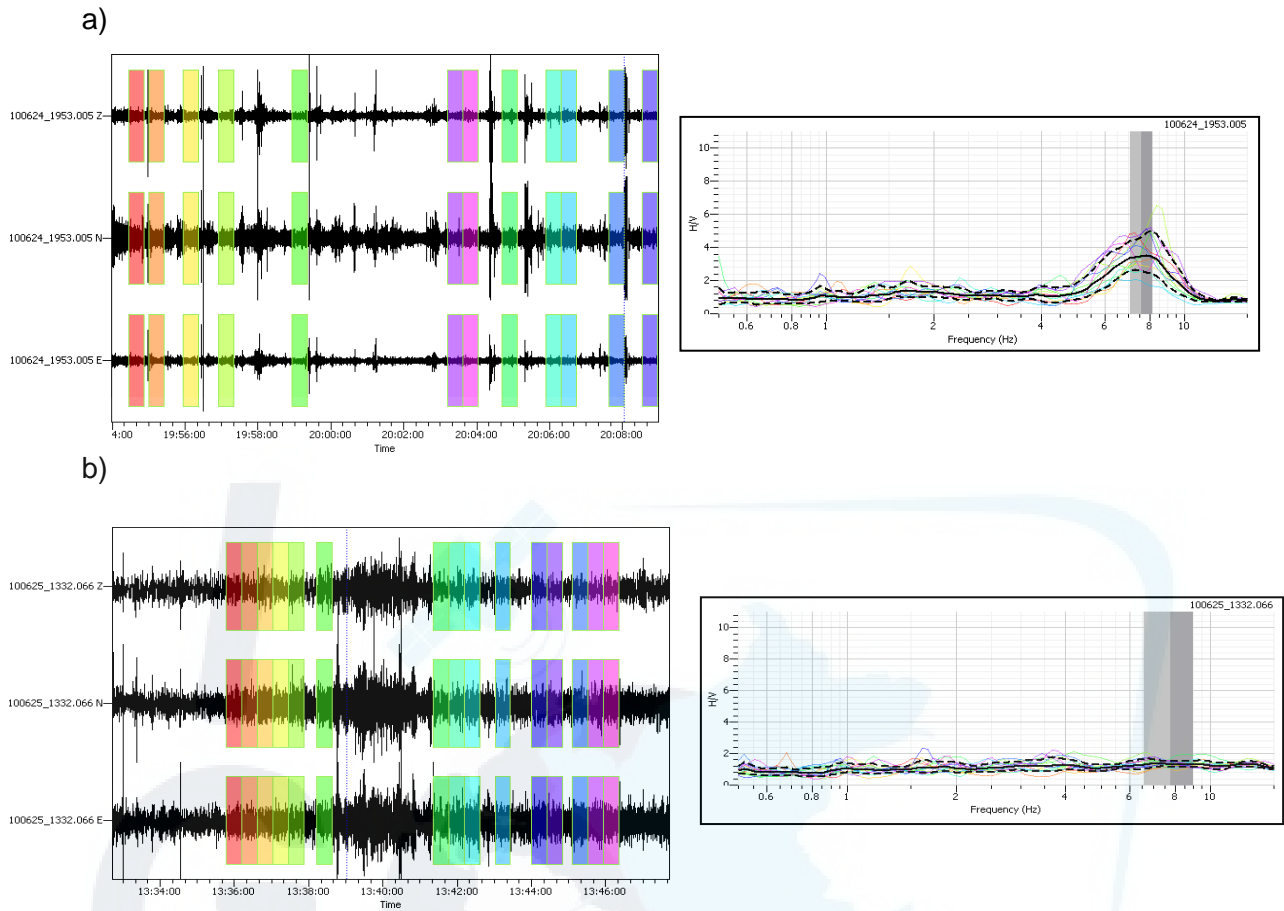 a)
100624_1953.005 Z
100624_1953.005 N
100624_1953.005 E
4:00 19:56:00 19:58:00 20:00:00 20:02:00 20:04:00 20:06:00 20:08:00
Time
100624_1953.005
10
8
6
4
2
0
H/V
0.6 0.8 1 2 4 6 8 10
Frequency (Hz)
b)
100625_1332.066 Z
100625_1332.066 N
100625_1332.066 E
13:34:00 13:36:00 13:38:00 13:40:00 13:42:00 13:44:00 13:46:00
Time
100625_1332.066
10
8
6
4
2
0
H/V
0.6 0.8 1 2 4 6 8 10
Frequency (Hz)